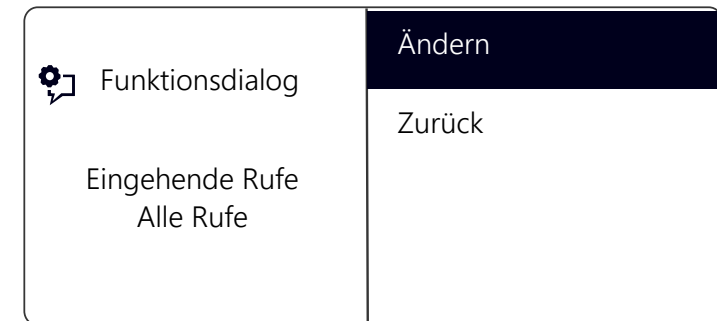 Funktionsdialog
Eingehende Rufe
Alle Rufe
Ändern
Zurück